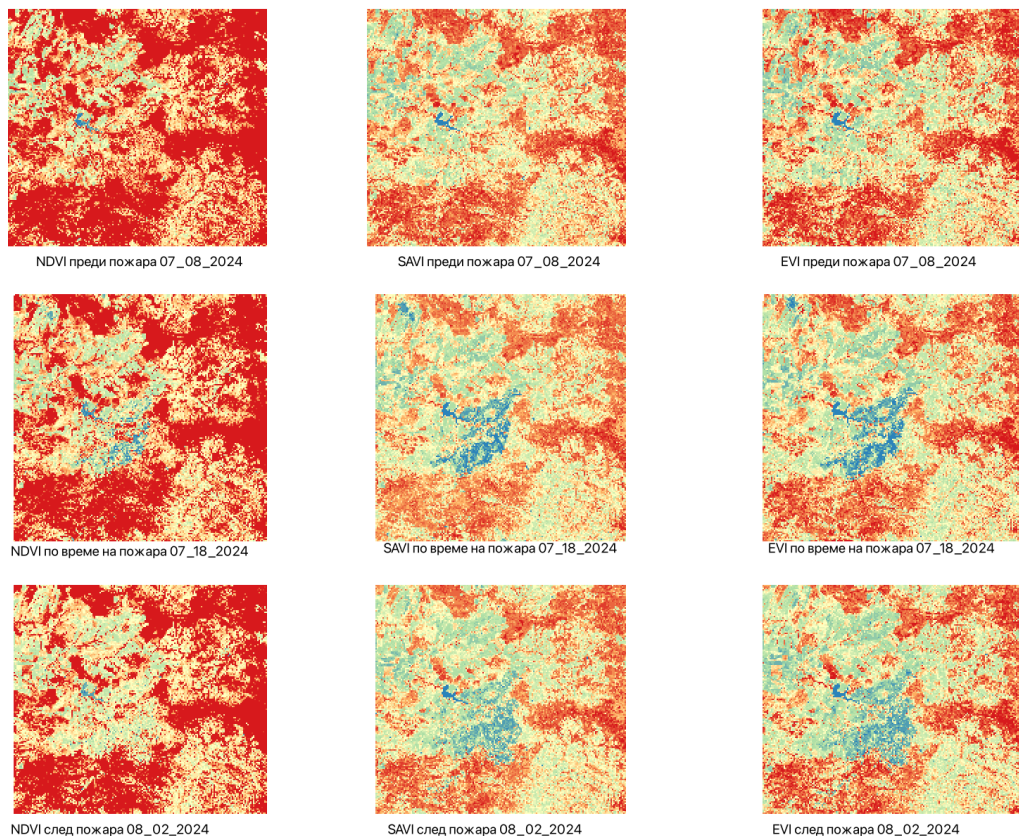 NDVI преди пожара 07_08_2024
SAVI преди пожара 07_08_2024
EVI преди пожара 07_08_2024
NDVI по време на пожара 07_18_2024
SAVI по време на пожара 07_18_2024
EVI по време на пожара 07_18_2024
NDVI след пожара 08_02_2024
SAVI след пожара 08_02_2024
EVI след пожара 08_02_2024